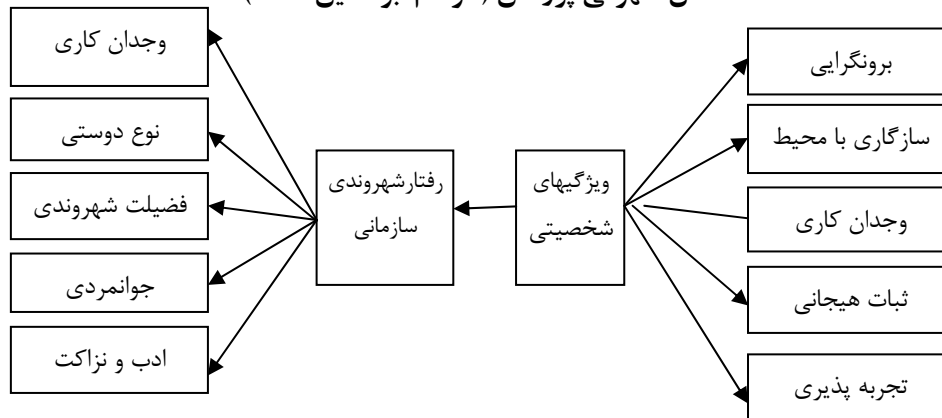 وجدان کاری
نوع دوستی
فضیلت شهروندی
جوانمردی
ادب و نزاکت
رفتارشهروندی
سازمانی
ویژگیهای
شخصیتی
برونگرایی
سازگاری با محیط
وجدان کاری
ثبات هیجانی
تجربه پذیری